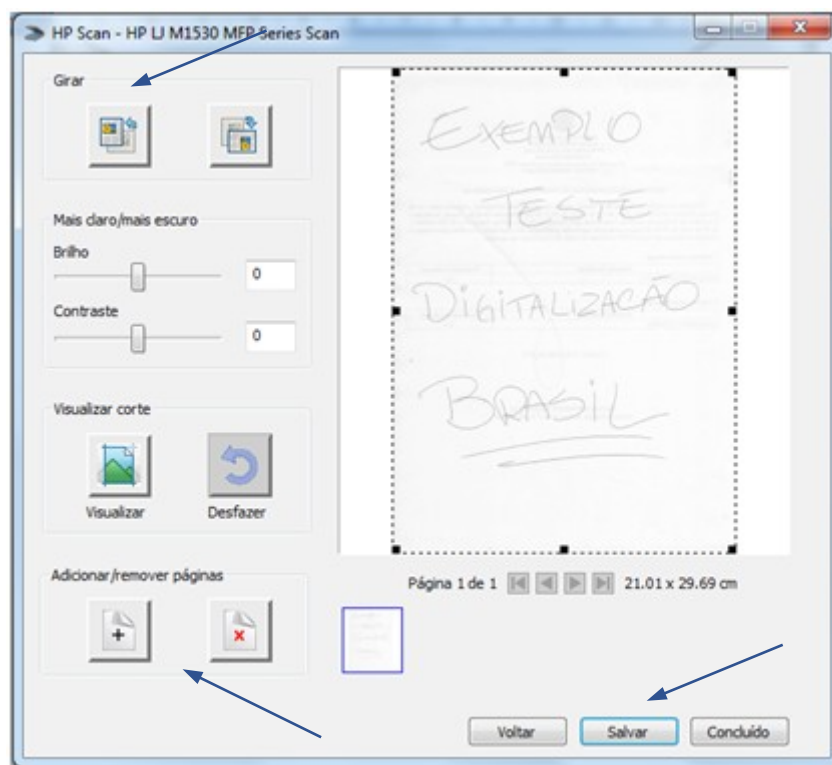 HP Scan - HP LJ M1530 MFP Series Scan
Girar
Mais claro/mais escuro
Brilho
0
Contraste
0
Visualizar corte
Visualizar
Desfazer
Adicionar/remover páginas
EXEMPLO
TESTE
DIGITALIZAÇÃO
BRASIL
Página 1 de 1
21.01 x 29.69 cm
Voltar
Salvar
Concluído